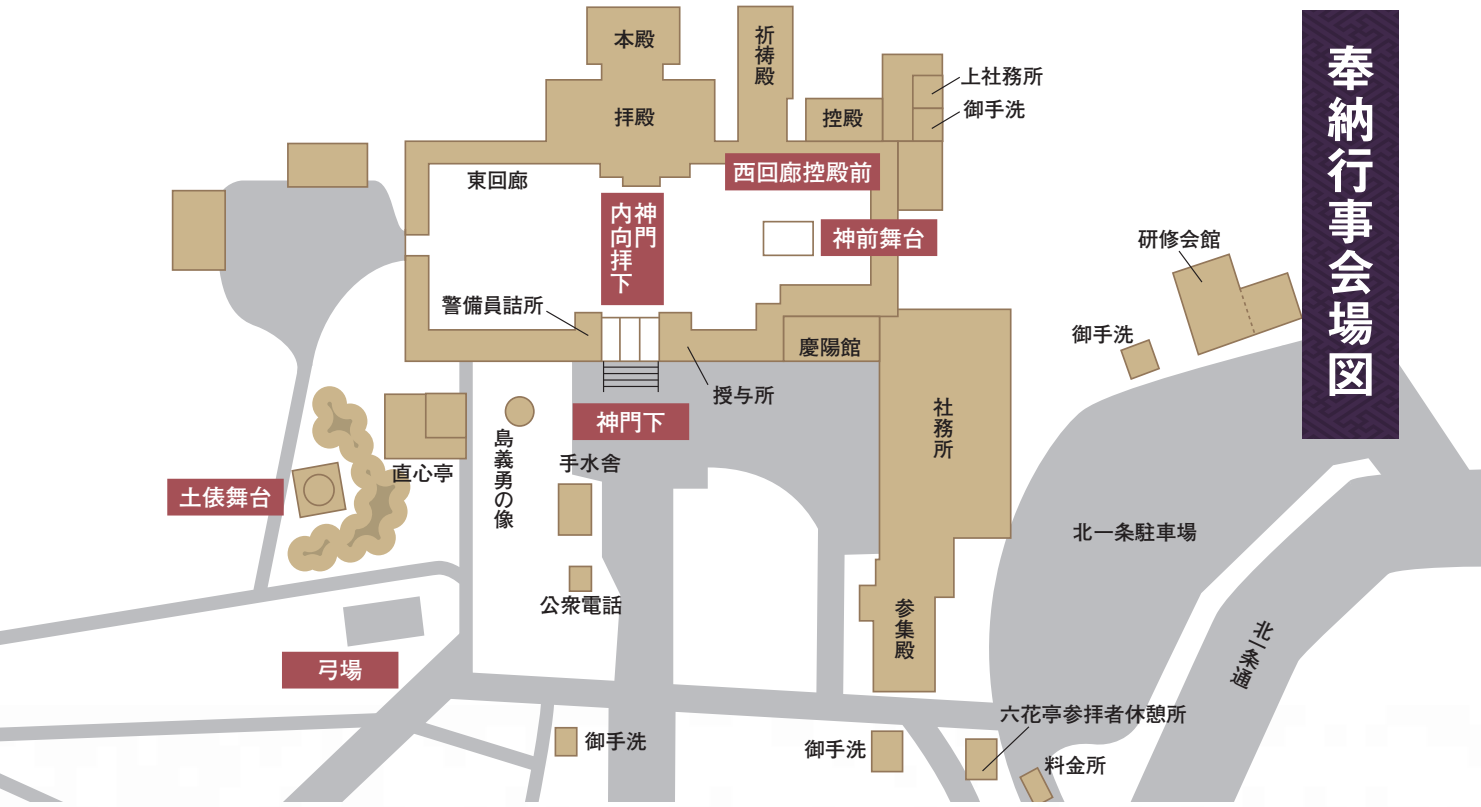 奉納行事会場図
本殿
祈祷殿
上社務所
御手洗
拝殿
控殿
西回廊控殿前
東回廊
神門
内向拝下
神前舞台
研修会館
警備員詰所
御手洗
慶陽館
授与所
神門下
社務所
島義勇の像
手水舎
直心亭
土俵舞台
北一条駐車場
公衆電話
参集殿
北一条通
弓場
六花亭参拝者休憩所
御手洗
御手洗
料金所